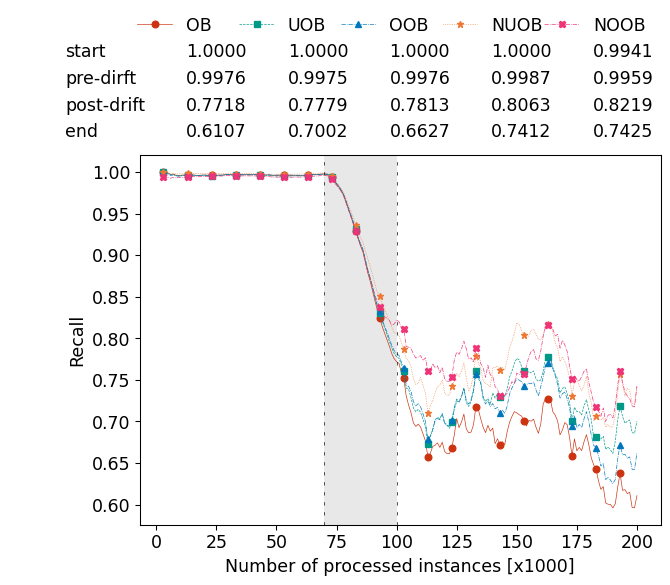 OB UOB OOB NUOB NOOB
start 1.0000 1.0000 1.0000 1.0000 0.9941
pre-dirft 0.9976 0.9975 0.9976 0.9987 0.9959
post-drift 0.7718 0.7779 0.7813 0.8063 0.8219
end 0.6107 0.7002 0.6627 0.7412 0.7425
1.00
0.95
0.90
0.85
0.80
0.75
0.70
0.65
0.60
Recall
0 25 50 75 100 125 150 175 200
Number of processed instances [x1000]